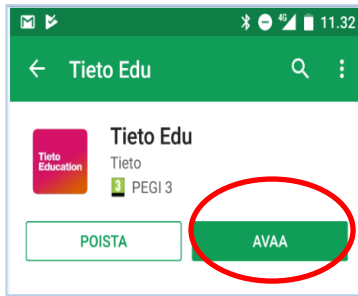 4G 11.32
Tieto Edu
Tieto Edu
Tieto
Education
Tieto
3 PEGI 3
POISTA AVAA